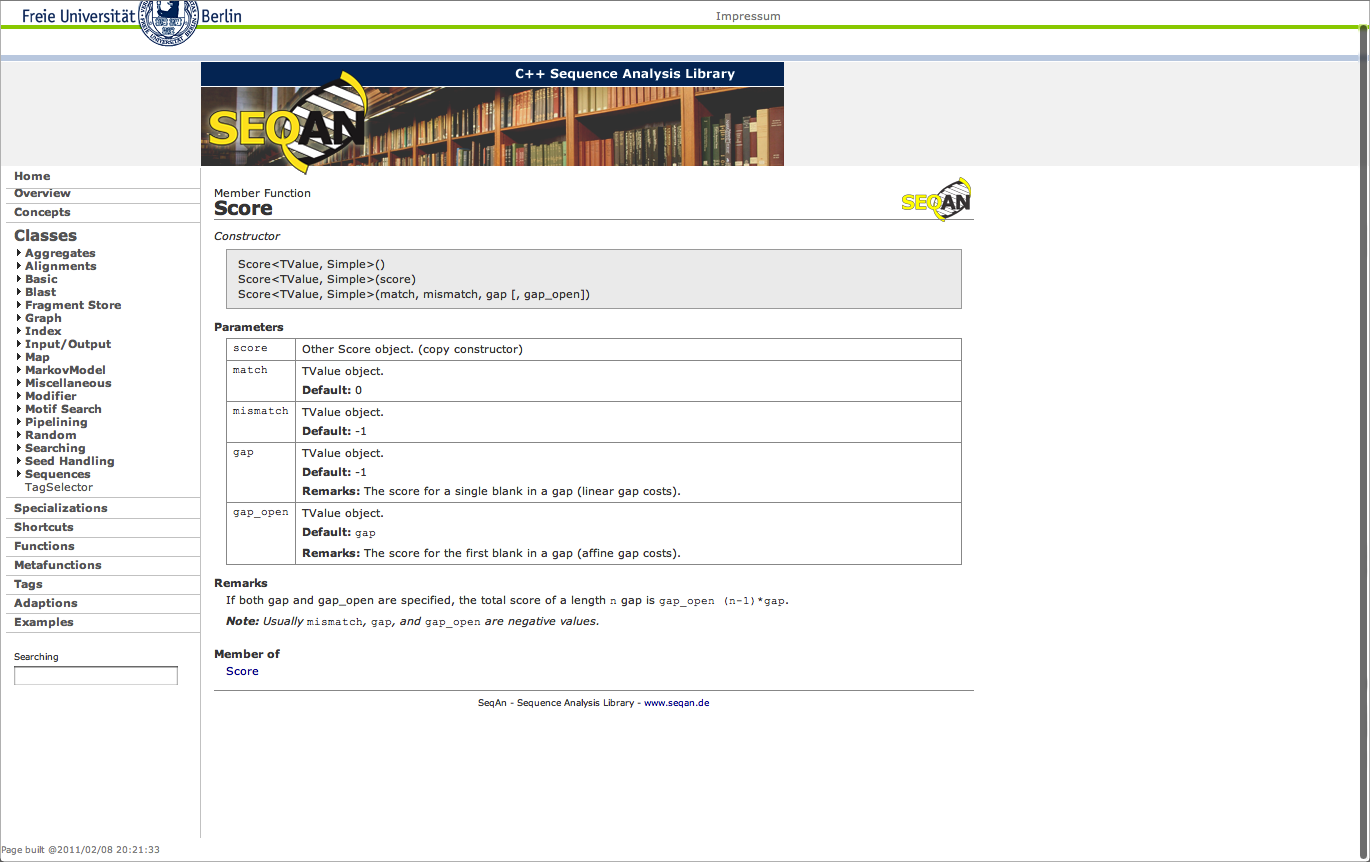 Freie Universität Berlin
Impressum
C++ Sequence Analysis Library
SEQAN
Home
Overview
Concepts
Classes
Aggregates
Alignments
Basic
Blast
Fragment Store
Graph
Index
Input/Output
Map
MarkovModel
Miscellaneous
Modifier
Motif Search
Pipelining
Random
Searching
Seed Handling
Sequences
TagSelector
Specializations
Shortcuts
Functions
Metafunctions
Tags
Adaptions
Examples
Searching
Member Function
Score
SEQAN
Constructor
Score<TValue, Simple>()
Score<TValue, Simple>(score)
Score<TValue, Simple>(match, mismatch, gap [, gap_open])
Parameters
score Other Score object. (copy constructor)
match TValue object.
Default: 0
mismatch TValue object.
Default: -1
gap TValue object.
Default: -1
Remarks: The score for a single blank in a gap (linear gap costs).
gap_open TValue object.
Default: gap
Remarks: The score for the first blank in a gap (affine gap costs).
Remarks
If both gap and gap_open are specified, the total score of a length n gap is gap_open (n-1)*gap.
Note: Usually mismatch, gap, and gap_open are negative values.
Member of
Score
SeqAn - Sequence Analysis Library - www.seqan.de
Page built @2011/02/08 20:21:33